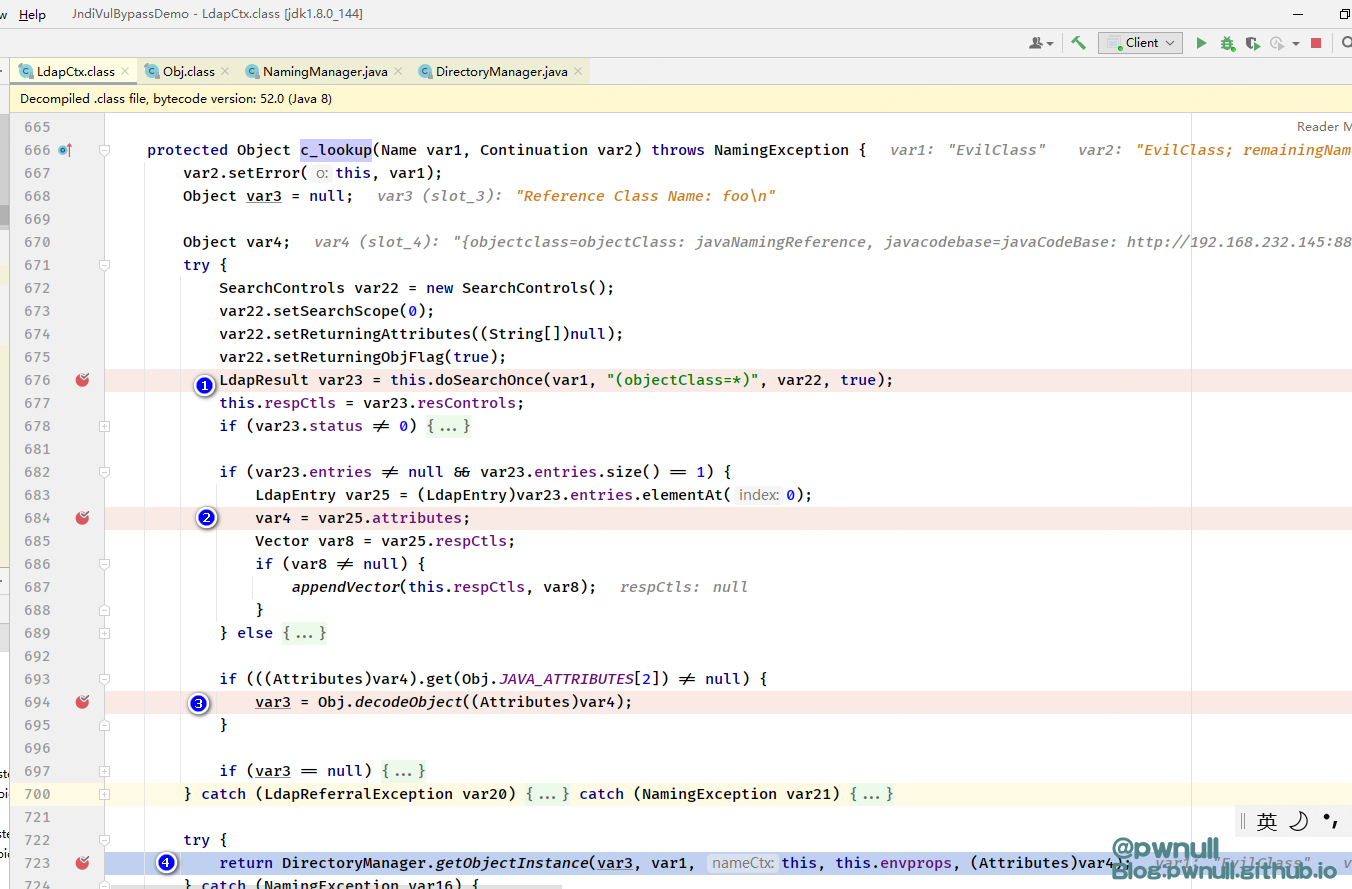 w Help JndiVulBypassDemo - LdapCtx.class [jdk1.8.0_144]
Client
LdapCtx.class Obj.class NamingManager.java DirectoryManager.java
Decompiled .class file, bytecode version: 52.0 (Java 8)
665 Reader M
666 protected Object c_lookup(Name var1, Continuation var2) throws NamingException { var1: "EvilClass" var2: "EvilClass; remainingNam
667 var2.setError( o: this, var1);
668 Object var3 = null; var3 (slot_3): "Reference Class Name: foo\n"
669
670 Object var4; var4 (slot_4): "{objectclass=objectClass: javaNamingReference, javacodebase=javaCodeBase: http://192.168.232.145:88
671 try {
672 SearchControls var22 = new SearchControls();
673 var22.setSearchScope(0);
674 var22.setReturningAttributes((String[])null);
675 var22.setReturningObjFlag(true);
676 1 LdapResult var23 = this.doSearchOnce(var1, "(objectClass=*)", var22, true);
677 this.respCtls = var23.resControls;
678 if (var23.status ≠ 0) {...}
681
682 if (var23.entries ≠ null && var23.entries.size() == 1) {
683 LdapEntry var25 = (LdapEntry)var23.entries.elementAt( index: 0);
684 2 var4 = var25.attributes;
685 Vector var8 = var25.respCtls;
686 if (var8 ≠ null) {
687 appendVector(this.respCtls, var8); respCtls: null
688 }
689 } else {...}
692
693 if (((Attributes)var4).get(Obj.JAVA_ATTRIBUTES[2]) ≠ null) {
694 3 var3 = Obj.decodeObject((Attributes)var4);
695 }
696
697 if (var3 == null) {...}
700 } catch (LdapReferralException var20) {...} catch (NamingException var21) {...}
721
英
722 try {
723 4 return DirectoryManager.getObjectInstance(var3, var1, nameCtx: this, this.envprops, (Attributes)var4); var1: "EvilClass" v
@pwnull
Blog:pwnull.github.io
724 } catch (NamingException var16) {